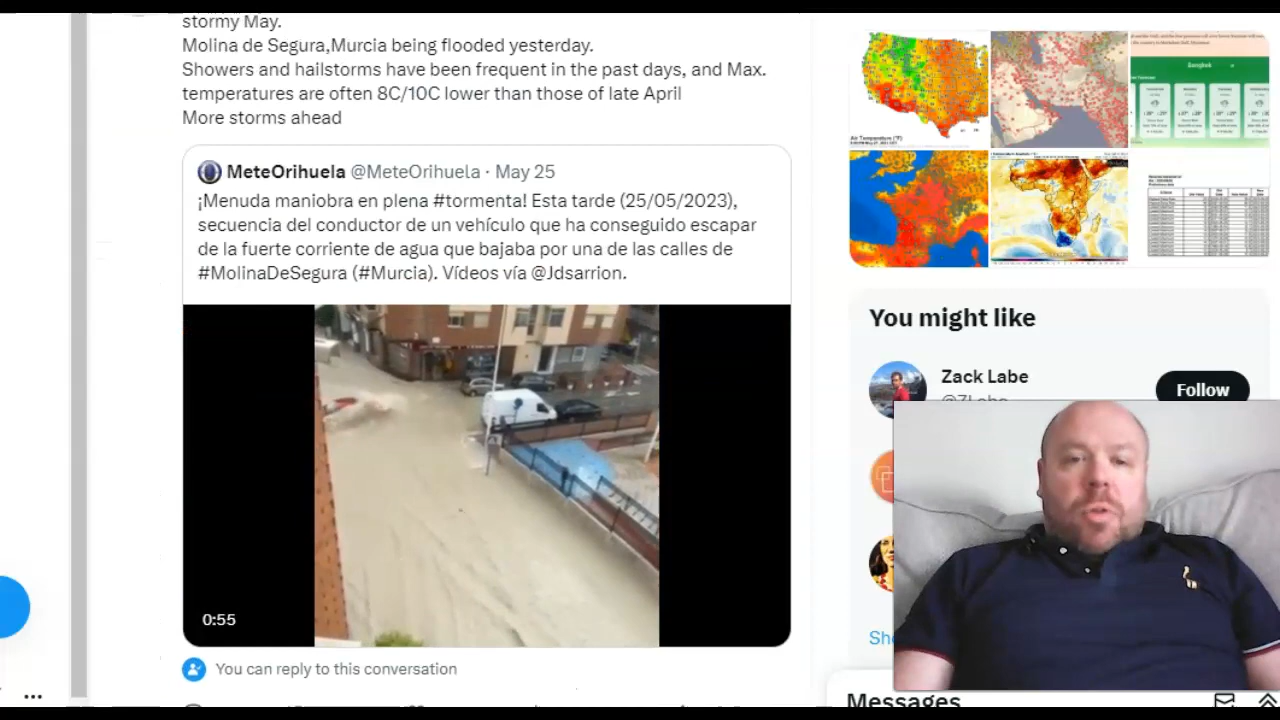 stormy May.
Molina de Segura,Murcia being flooded yesterday.
Showers and hailstorms have been frequent in the past days, and Max.
temperatures are often 8C/10C lower than those of late April
More storms ahead
MeteOrihuela @MeteOrihuela · May 25
¡Menuda maniobra en plena #tormenta! Esta tarde (25/05/2023),
secuencia del conductor de un vehículo que ha conseguido escapar
de la fuerte corriente de agua que bajaba por una de las calles de
#MolinaDeSegura (#Murcia). Vídeos vía @Jdsarrion.
0:55
You can reply to this conversation
Air Temperature (°F)
Bangkok
You might like
Zack Labe
Follow
Messages